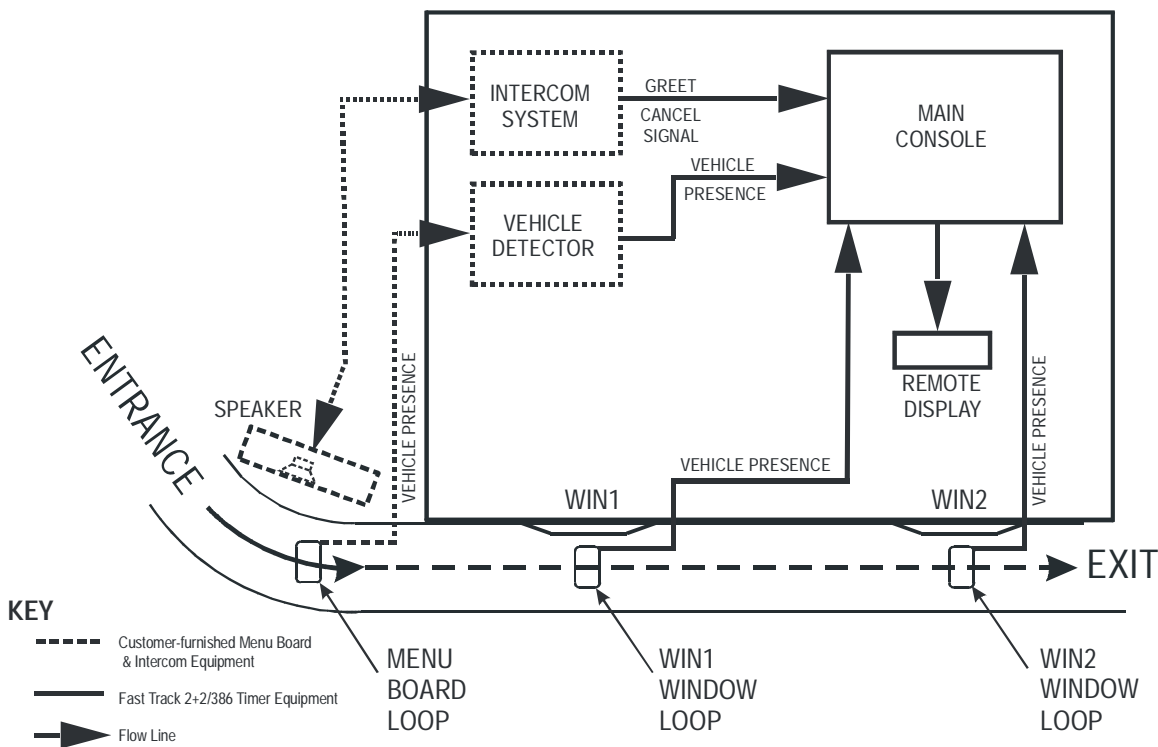 INTERCOM
SYSTEM
GREET
CANCEL
SIGNAL
MAIN
CONSOLE
VEHICLE
PRESENCE
VEHICLE
DETECTOR
ENTRANCE
SPEAKER
VEHICLE PRESENCE
REMOTE
DISPLAY
VEHICLE PRESENCE
VEHICLE PRESENCE
WIN1
WIN2
EXIT
KEY
Customer-furnished Menu Board
& Intercom Equipment
Fast Track 2+2/386 Timer Equipment
Flow Line
MENU
BOARD
LOOP
WIN1
WINDOW
LOOP
WIN2
WINDOW
LOOP